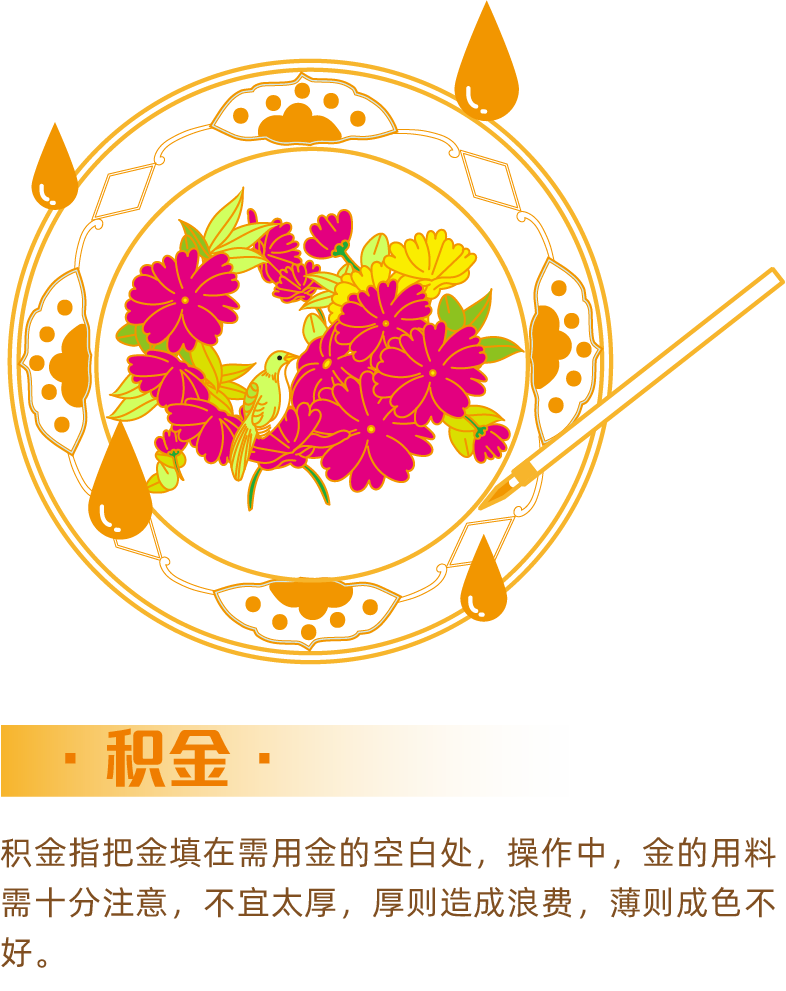 · 积金 ·
积金指把金填在需用金的空白处，操作中，金的用料
需十分注意，不宜太厚，厚则造成浪费，薄则成色不
好。